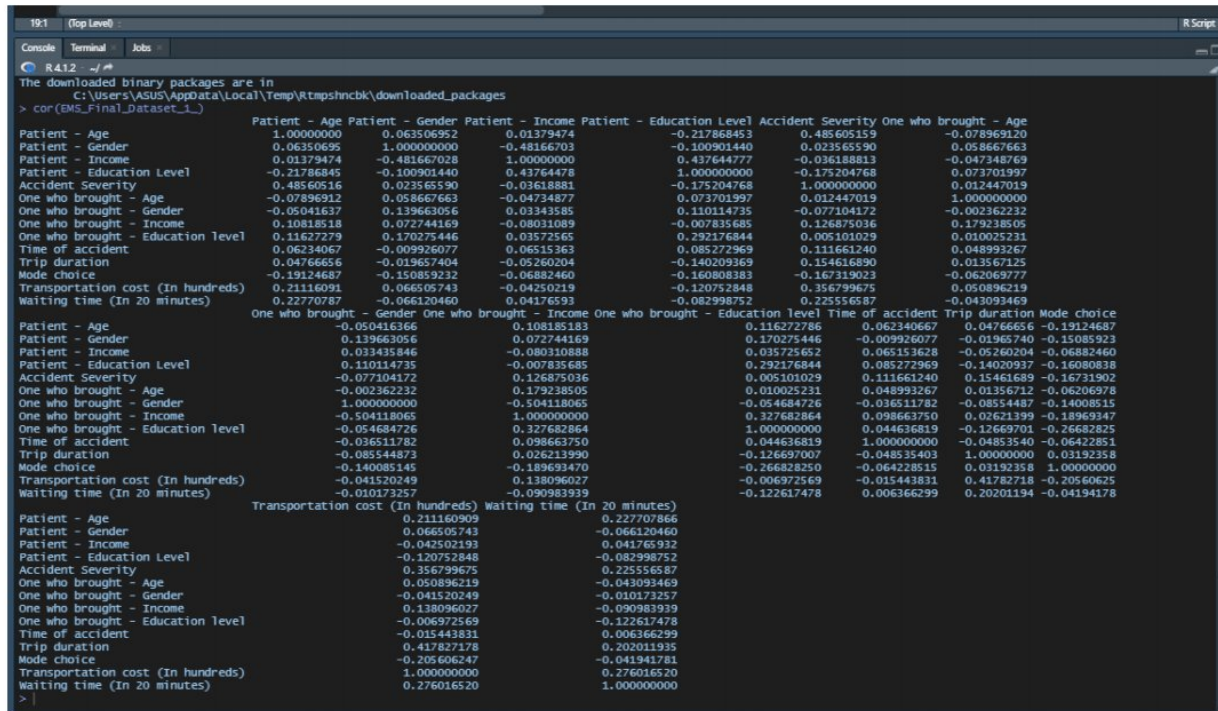 19:1 (Top Level)
R Script
Console Terminal Jobs
R 4.1.2 ~/
The downloaded binary packages are in
C:\Users\ASUS\AppData\Local\Temp\Rtmpshncbk\downloaded_packages
> cor(EMS_Final_Dataset_1_)
Patient - Age Patient - Gender Patient - Income Patient - Education Level Accident Severity One who brought - Age
Patient - Age 1.00000000 0.063506952 0.01379474 -0.217868453 0.485605159 -0.078969120
Patient - Gender 0.06350695 1.000000000 -0.48166703 -0.100901440 0.023565590 0.058667663
Patient - Income 0.01379474 -0.481667028 1.00000000 0.437644777 -0.036188813 -0.047348769
Patient - Education Level -0.21786845 -0.100901440 0.43764478 1.000000000 -0.175204768 0.073701997
Accident Severity 0.48560516 0.023565590 -0.03618881 -0.175204768 1.000000000 0.012447019
One who brought - Age -0.07896912 0.058667663 -0.04734877 0.073701997 0.012447019 1.000000000
One who brought - Gender -0.05041637 0.139663056 0.03343585 0.110114735 -0.077104172 -0.002362232
One who brought - Income 0.10818518 0.072744169 -0.08031089 -0.007835685 0.126875036 0.179238505
One who brought - Education level 0.11627279 0.170275446 0.03572565 0.292176844 0.005101029 0.010025231
Time of accident 0.06234067 -0.009926077 0.06515363 0.085272969 0.111661240 0.048993267
Trip duration 0.04766656 -0.019657404 -0.05260204 -0.140209369 0.154616890 0.013567125
Mode choice -0.19124687 -0.150859232 -0.06882460 -0.160808383 -0.167319023 -0.062069777
Transportation cost (In hundreds) 0.21116091 0.066505743 -0.04250219 -0.120752848 0.356799675 0.050896219
Waiting time (In 20 minutes) 0.22770787 -0.066120460 0.04176593 -0.082998752 0.225556587 -0.043093469
One who brought - Gender One who brought - Income One who brought - Education level Time of accident Trip duration Mode choice
Patient - Age -0.050416366 0.108185183 0.116272786 0.062340667 0.04766656 -0.19124687
Patient - Gender 0.139663056 0.072744169 0.170275446 -0.009926077 -0.01965740 -0.15085923
Patient - Income 0.033435846 -0.080310888 0.035725652 0.065153628 -0.05260204 -0.06882460
Patient - Education Level 0.110114735 -0.007835685 0.292176844 0.085272969 -0.14020937 -0.16080838
Accident Severity -0.077104172 0.126875036 0.005101029 0.111661240 0.15461689 -0.16731902
One who brought - Age -0.002362232 0.179238505 0.010025231 0.048993267 0.01356712 -0.06206978
One who brought - Gender 1.000000000 -0.504118065 -0.054684726 -0.036511782 -0.08554487 -0.14008515
One who brought - Income -0.504118065 1.000000000 0.327682864 0.098663750 0.02621399 -0.18969347
One who brought - Education level -0.054684726 0.327682864 1.000000000 0.044636819 -0.12669701 -0.26682825
Time of accident -0.036511782 0.098663750 0.044636819 1.000000000 -0.04853540 -0.06422851
Trip duration -0.085544873 0.026213990 -0.126697007 -0.048535403 1.00000000 0.03192358
Mode choice -0.140085145 -0.189693470 -0.266828250 -0.064228515 0.03192358 1.00000000
Transportation cost (In hundreds) -0.041520249 0.138096027 -0.006972569 -0.015443831 0.41782718 -0.20560625
Waiting time (In 20 minutes) -0.010173257 -0.090983939 -0.122617478 0.006366299 0.20201194 -0.04194178
Transportation cost (In hundreds) Waiting time (In 20 minutes)
Patient - Age 0.211160909 0.227707866
Patient - Gender 0.066505743 -0.066120460
Patient - Income -0.042502193 0.041765932
Patient - Education Level -0.120752848 -0.082998752
Accident Severity 0.356799675 0.225556587
One who brought - Age 0.050896219 -0.043093469
One who brought - Gender -0.041520249 -0.010173257
One who brought - Income 0.138096027 -0.090983939
One who brought - Education level -0.006972569 -0.122617478
Time of accident -0.015443831 0.006366299
Trip duration 0.417827178 0.202011935
Mode choice -0.205606247 -0.041941781
Transportation cost (In hundreds) 1.000000000 0.276016520
Waiting time (In 20 minutes) 0.276016520 1.000000000
>